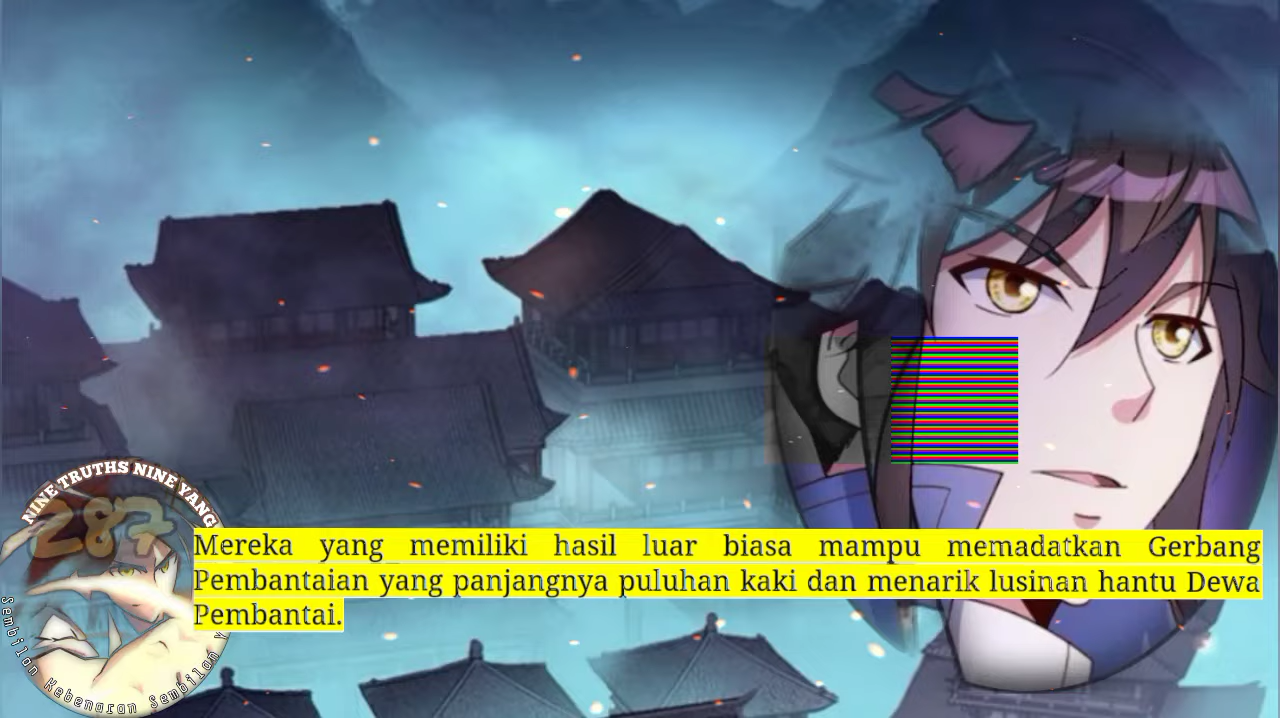 NINE TRUTHS NINE YANG
287
Mereka yang memiliki hasil luar biasa mampu memadatkan Gerbang
Pembantaian yang panjangnya puluhan kaki dan menarik lusinan hantu Dewa
Pembantai.
Sembilan Kebenaran Sembilan Y